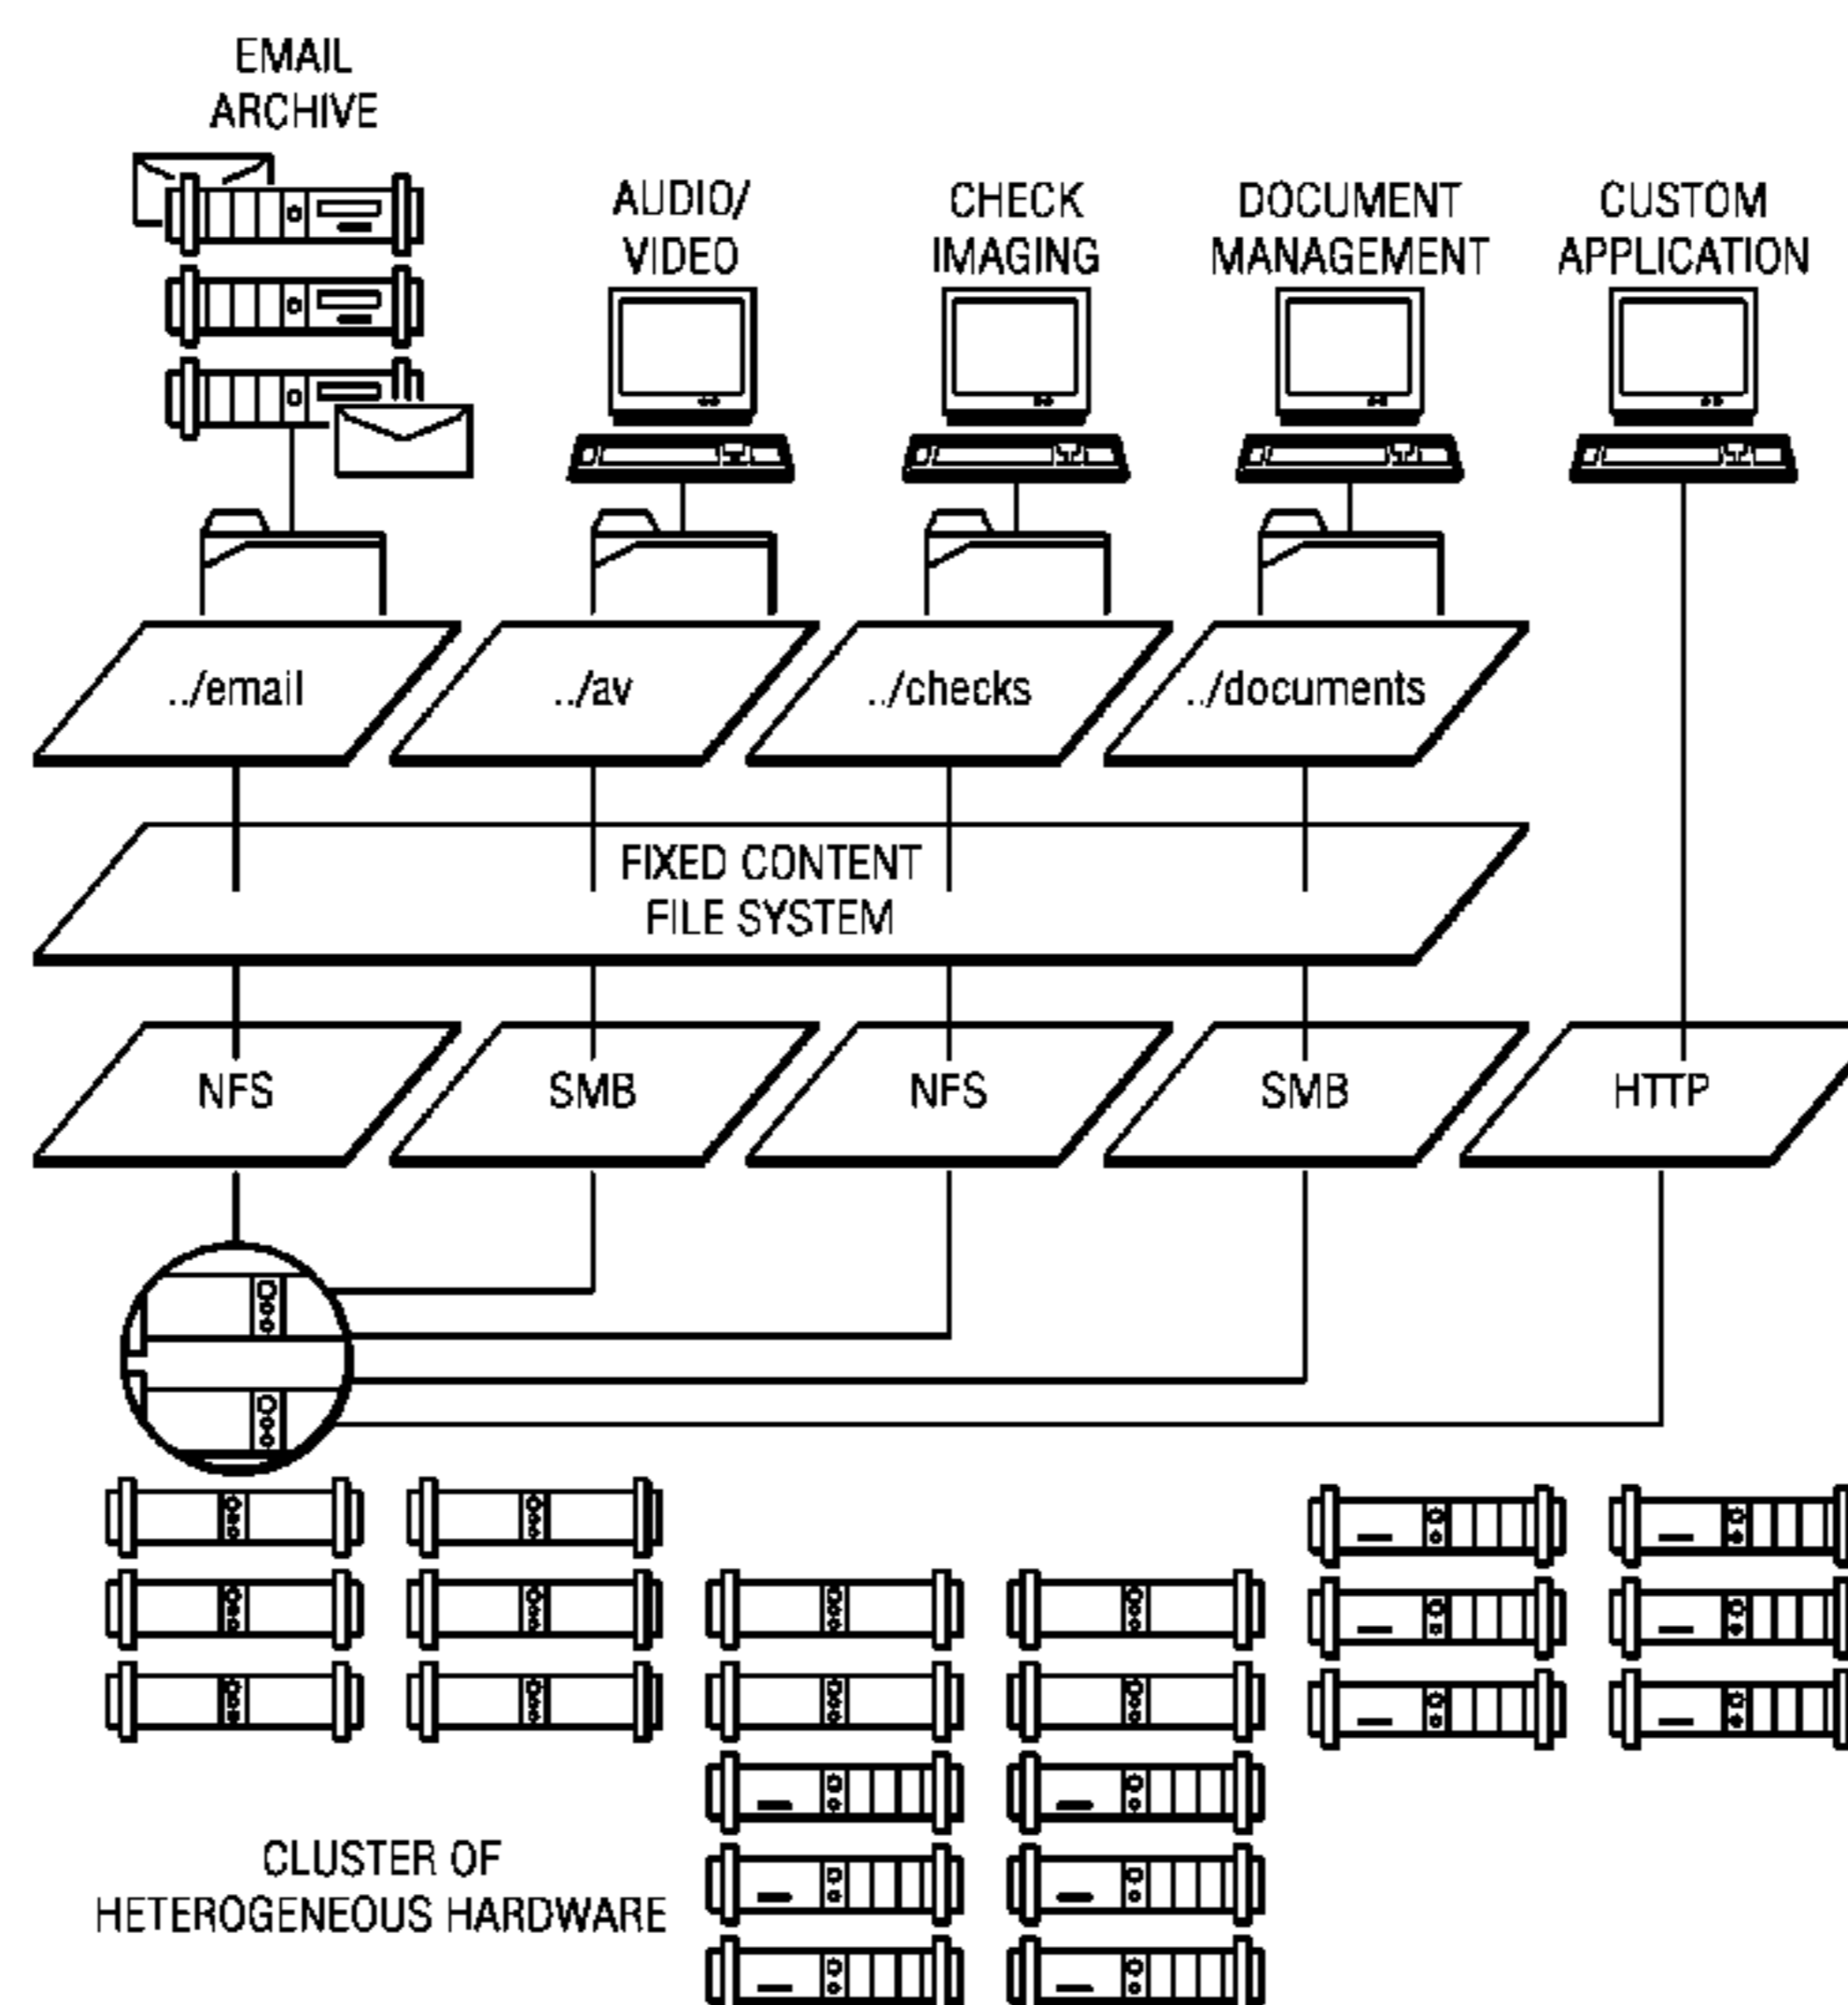 EMAIL
ARCHIVE
AUDIO/
VIDEO
CHECK
IMAGING
DOCUMENT
MANAGEMENT
CUSTOM
APPLICATION
../email
../av
../checks
../documents
FIXED CONTENT
FILE SYSTEM
NFS
SMB
NFS
SMB
HTTP
CLUSTER OF
HETEROGENEOUS HARDWARE